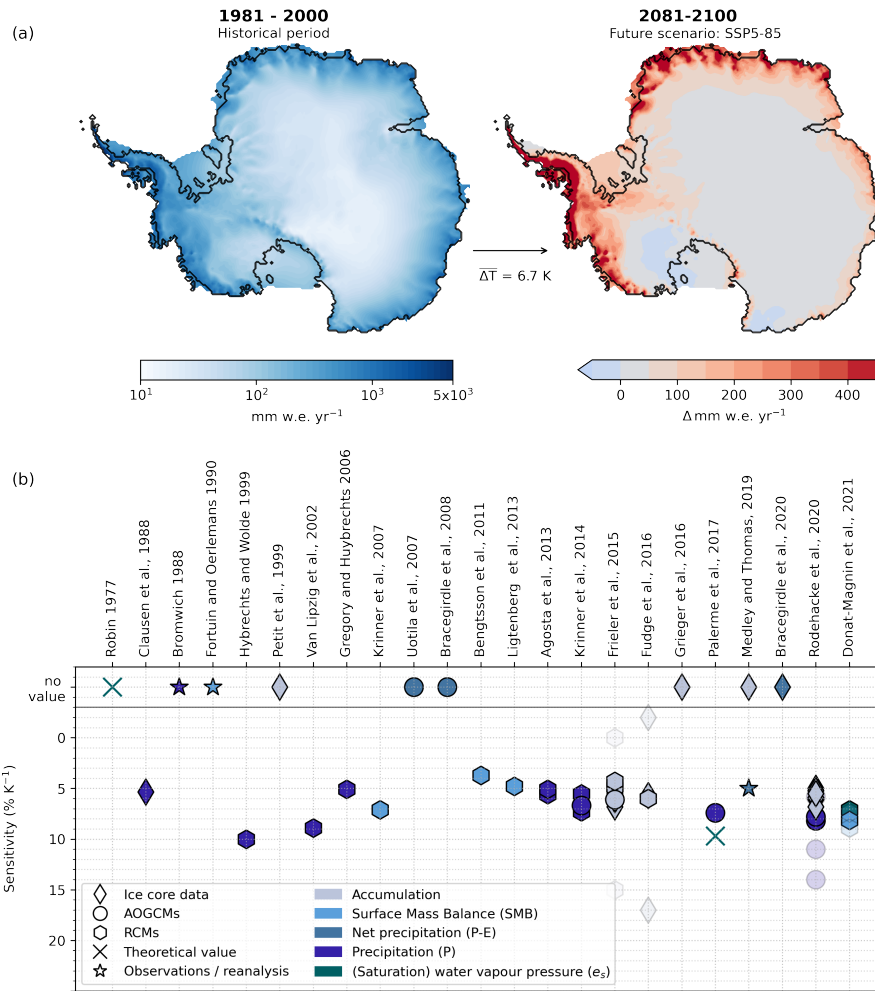 (a)
1981 - 2000
Historical period
2081-2100
Future scenario: SSP5-85
ΔT = 6.7 K
10¹ 10² 10³ 5x10³
mm w.e. yr⁻¹
0 100 200 300 400
Δ mm w.e. yr⁻¹
(b)
Robin 1977
Clausen et al., 1988
Bromwich 1988
Fortuin and Oerlemans 1990
Hybrechts and Wolde 1999
Petit et al., 1999
Van Lipzig et al., 2002
Gregory and Huybrechts 2006
Krinner et al., 2007
Uotila et al., 2007
Bracegirdle et al., 2008
Bengtsson et al., 2011
Ligtenberg et al., 2013
Agosta et al., 2013
Krinner et al., 2014
Frieler et al., 2015
Fudge et al., 2016
Grieger et al., 2016
Palerme et al., 2017
Medley and Thomas, 2019
Bracegirdle et al., 2020
Rodehacke et al., 2020
Donat-Magnin et al., 2021
no
value
0
5
10
15
20
Sensitivity (% K⁻¹)
Ice core data
AOGCMs
RCMs
Theoretical value
Observations / reanalysis
Accumulation
Surface Mass Balance (SMB)
Net precipitation (P-E)
Precipitation (P)
(Saturation) water vapour pressure (eₛ)